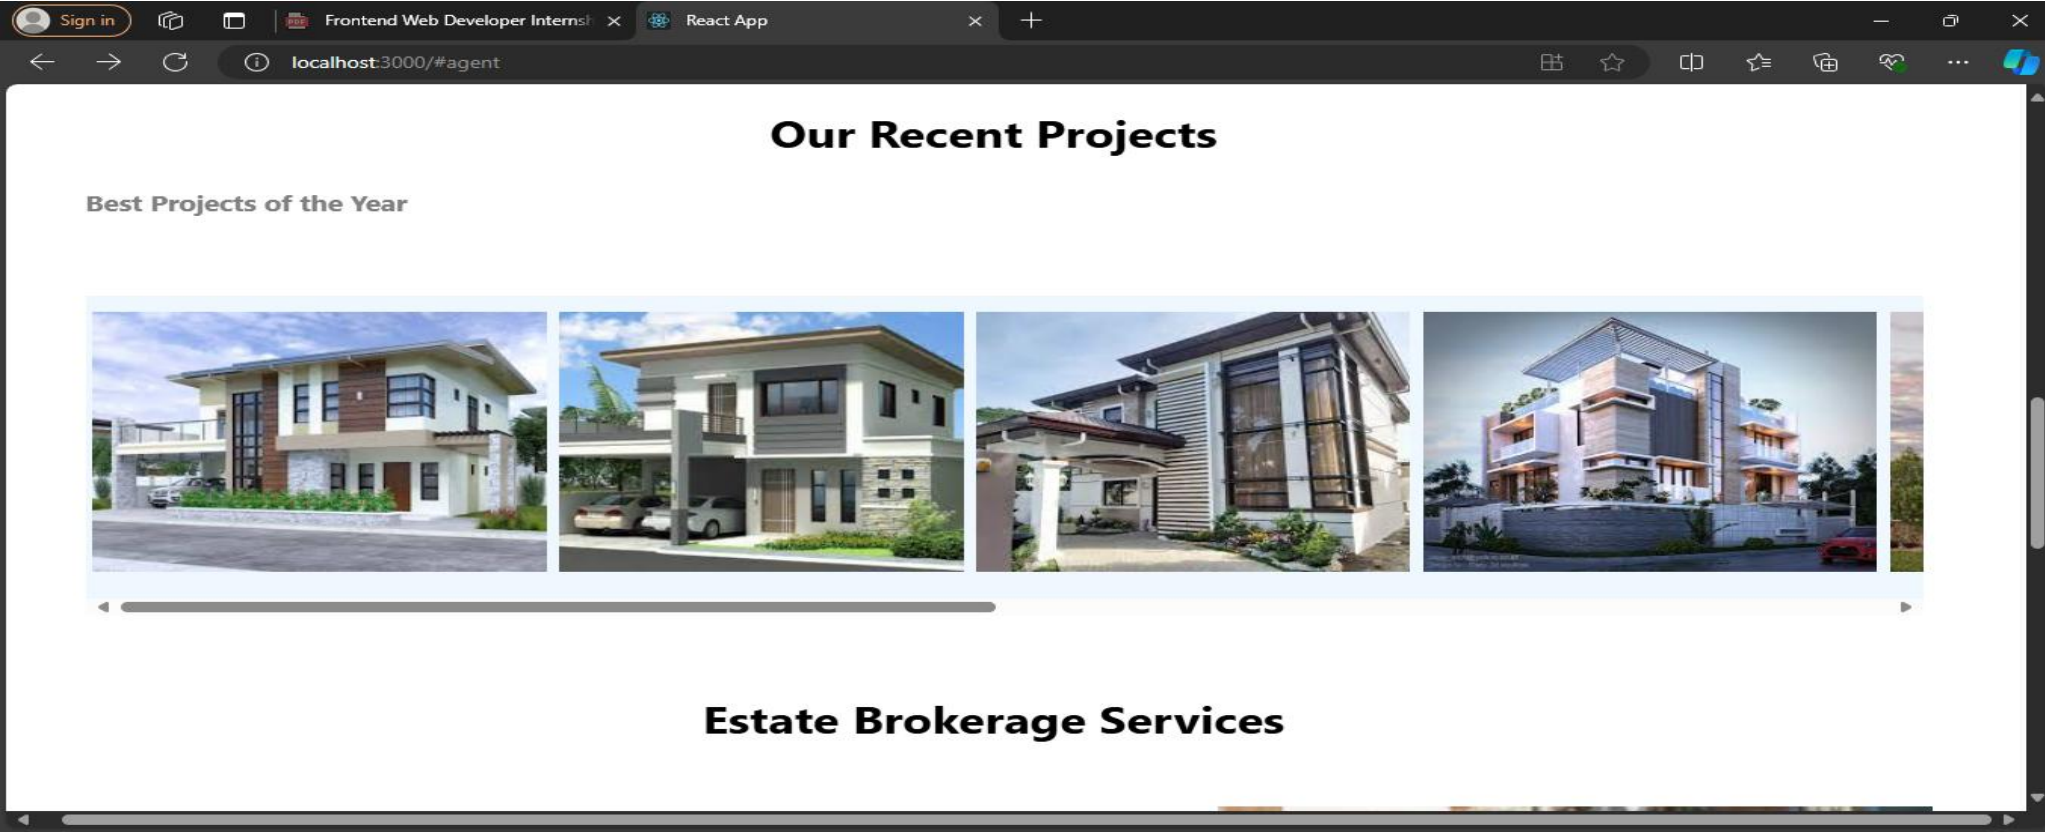 Sign in
Frontend Web Developer Internsh
React App
localhost:3000/#agent
Our Recent Projects
Best Projects of the Year
Estate Brokerage Services